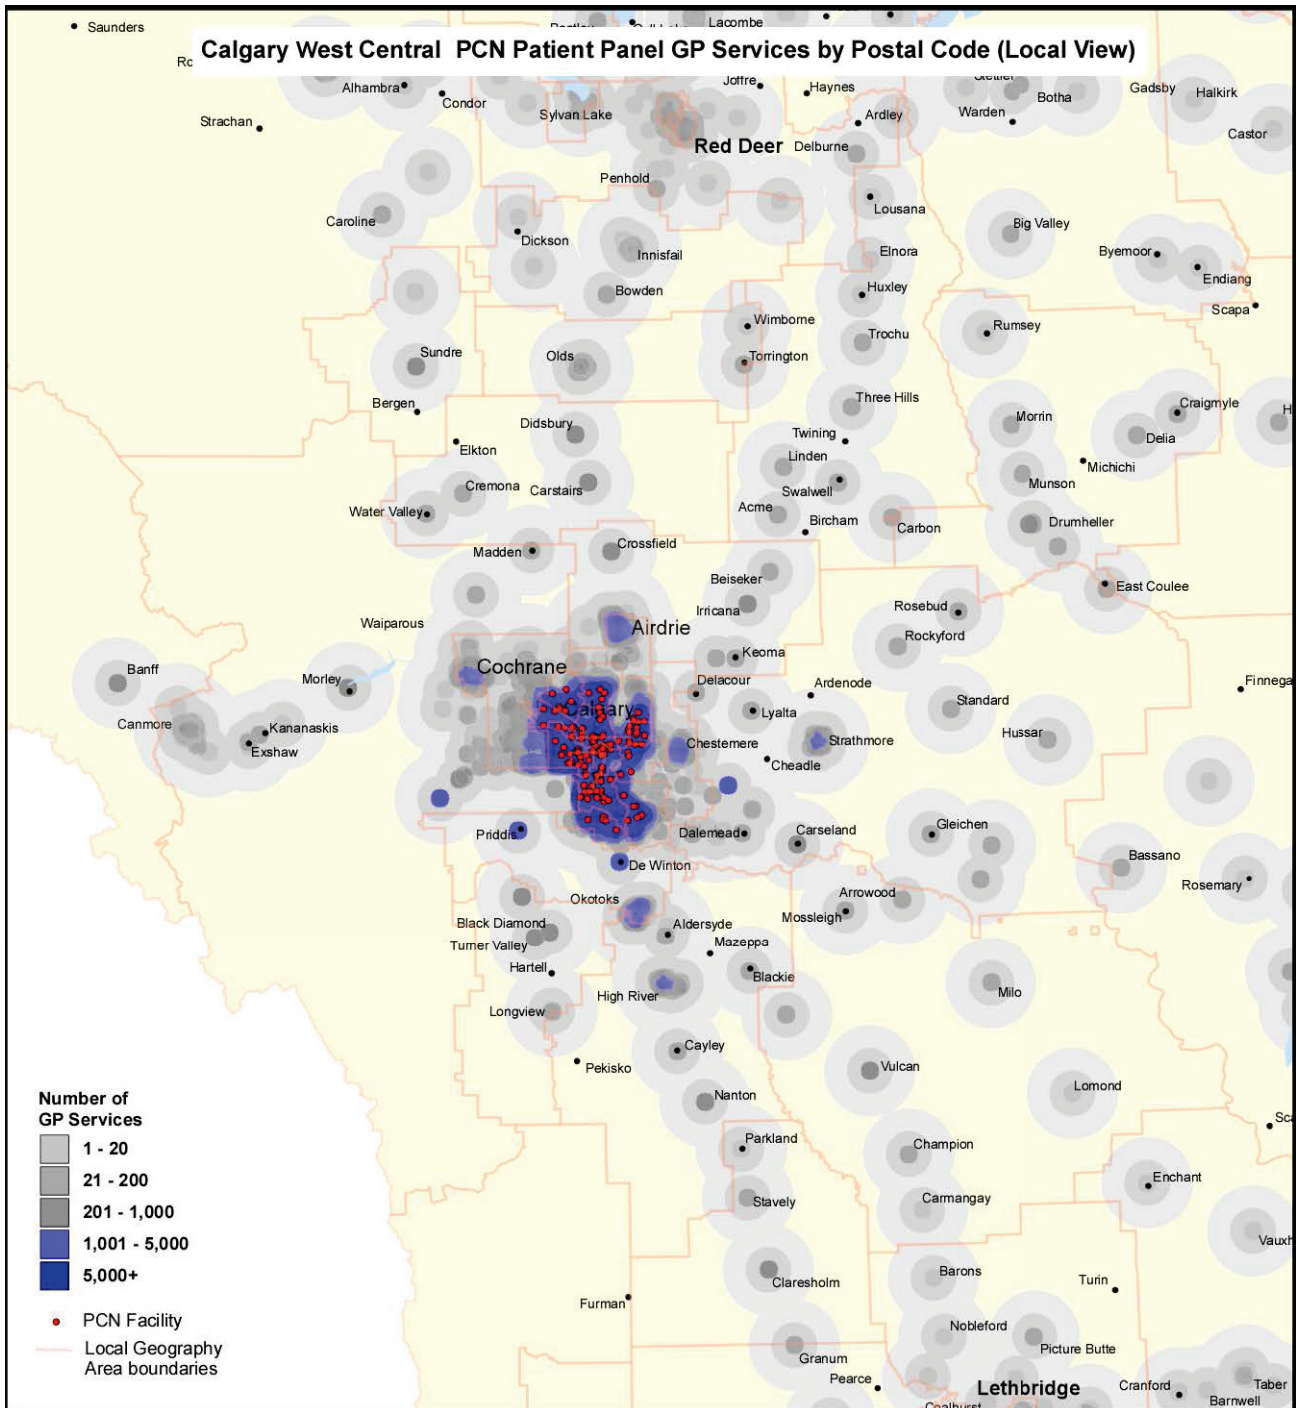 Saunders
Lacombe
Calgary West Central  PCN Patient Panel GP Services by Postal Code (Local View)
Alhambra
Condor
Sylvan Lake
Joffre
Haynes
Botha
Gadsby
Halkirk
Strachan
Ardley
Warden
Castor
Red Deer
Delburne
Penhold
Caroline
Lousana
Big Valley
Dickson
Innisfail
Elnora
Byemoor
Endiang
Bowden
Huxley
Scapa
Wimborne
Rumsey
Sundre
Olds
Torrington
Trochu
Bergen
Three Hills
Craigmyle
Didsbury
Twining
Morrin
Delia
Elkton
Linden
Michichi
Cremona
Carstairs
Swalwell
Munson
Water Valley
Acme
Bircham
Carbon
Drumheller
Madden
Crossfield
Beiseker
East Coulee
Irricana
Rosebud
Waiparous
Airdrie
Rockyford
Banff
Cochrane
Keoma
Morley
Delacour
Ardenode
Finnega
Canmore
Kananaskis
Calgary
Lyalta
Standard
Exshaw
Chestemere
Strathmore
Hussar
Cheadle
Priddis
Dalemead
Carseland
Gleichen
De Winton
Bassano
Rosemary
Okotoks
Arrowood
Black Diamond
Aldersyde
Mossleigh
Turner Valley
Mazeppa
Hartell
Blackie
High River
Milo
Longview
Cayley
Pekisko
Vulcan
Nanton
Lomond
Number of
GP Services
1 - 20
21 - 200
201 - 1,000
1,001 - 5,000
5,000+
PCN Facility
Local Geography
Area boundaries
Parkland
Champion
Enchant
Stavely
Carmangay
Vauxh
Claresholm
Barons
Turin
Furman
Nobleford
Picture Butte
Granum
Pearce
Lethbridge
Cranford
Taber
Barnwell